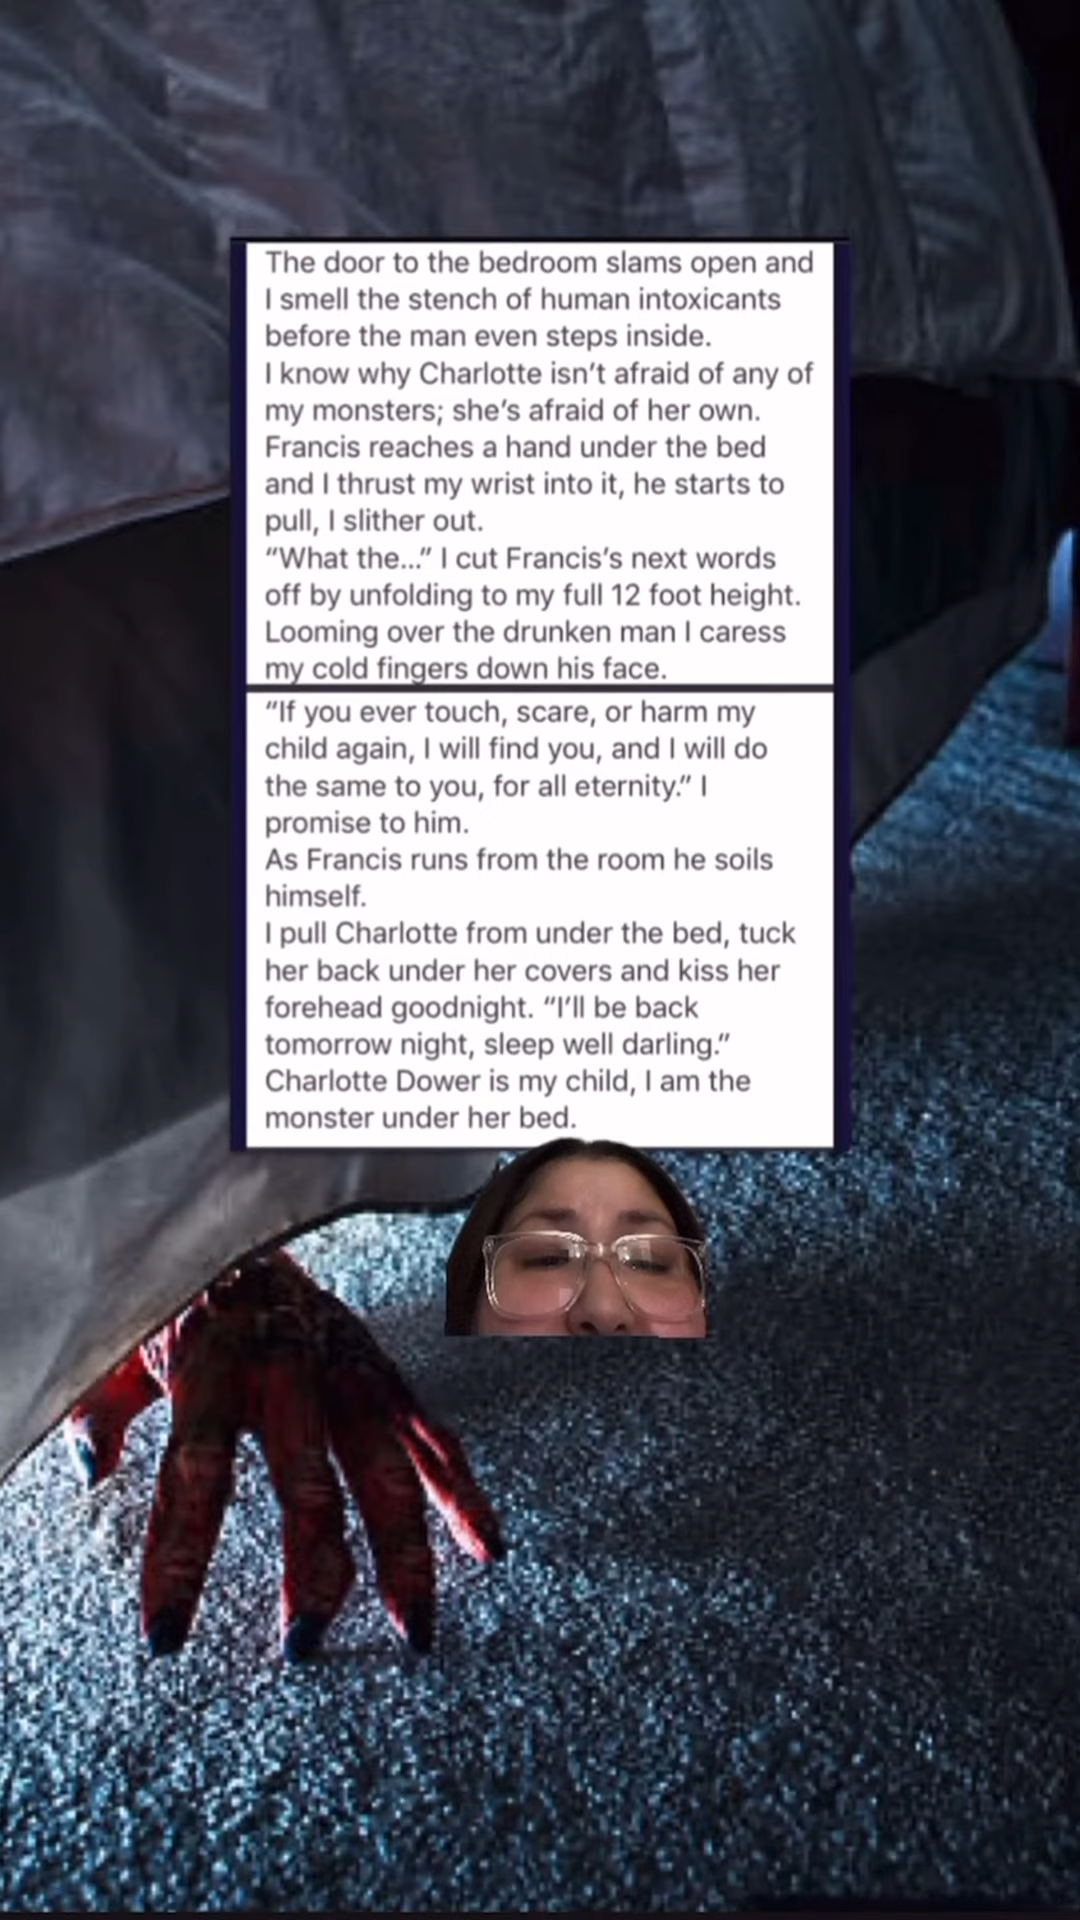 The door to the bedroom slams open and
I smell the stench of human intoxicants
before the man even steps inside.
I know why Charlotte isn’t afraid of any of
my monsters; she’s afraid of her own.
Francis reaches a hand under the bed
and I thrust my wrist into it, he starts to
pull, I slither out.
“What the...” I cut Francis’s next words
off by unfolding to my full 12 foot height.
Looming over the drunken man I caress
my cold fingers down his face.
“If you ever touch, scare, or harm my
child again, I will find you, and I will do
the same to you, for all eternity.” I
promise to him.
As Francis runs from the room he soils
himself.
I pull Charlotte from under the bed, tuck
her back under her covers and kiss her
forehead goodnight. “I’ll be back
tomorrow night, sleep well darling.”
Charlotte Dower is my child, I am the
monster under her bed.